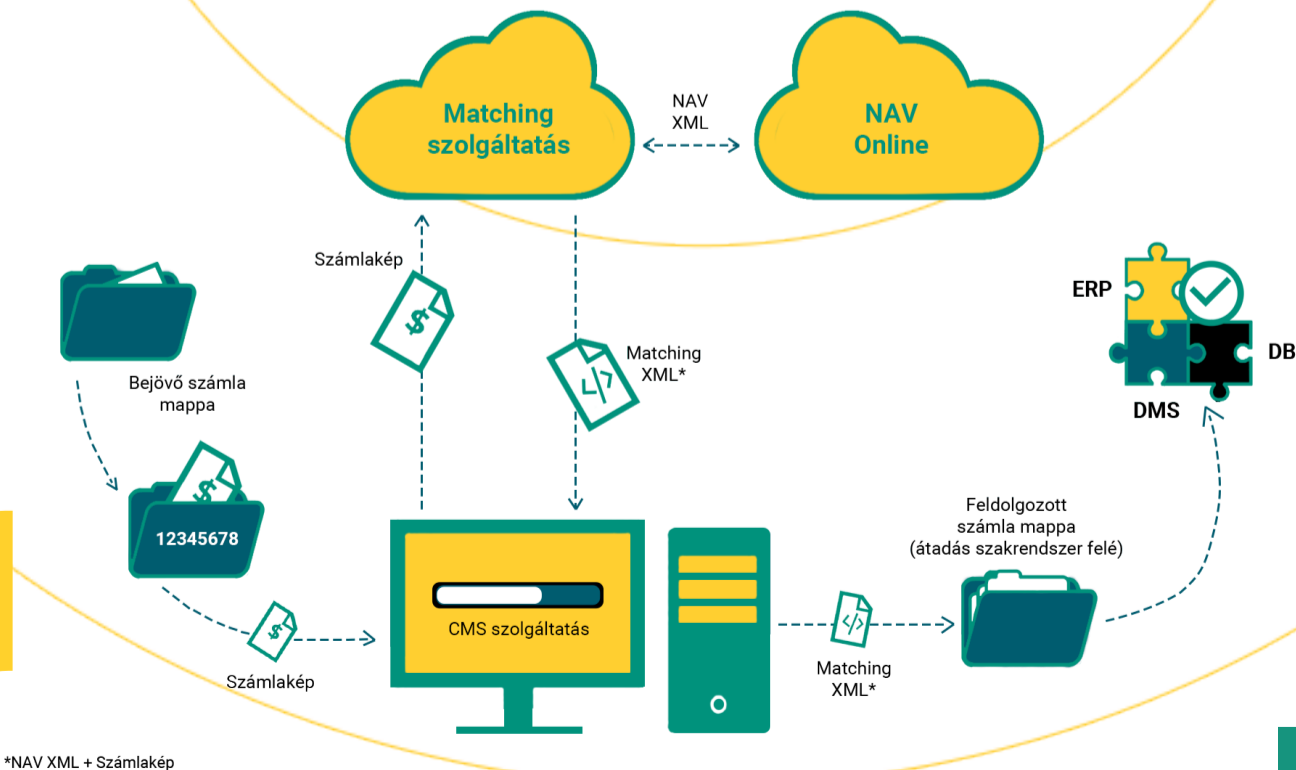 Matching
szolgáltatás
NAV
XML
NAV
Online
Számlakép
Matching
XML*
Bejövő számla
mappa
12345678
Számlakép
CMS szolgáltatás
Matching
XML*
Feldolgozott
számla mappa
(átadás szakrendszer felé)
ERP
DB
DMS
*NAV XML + Számlakép